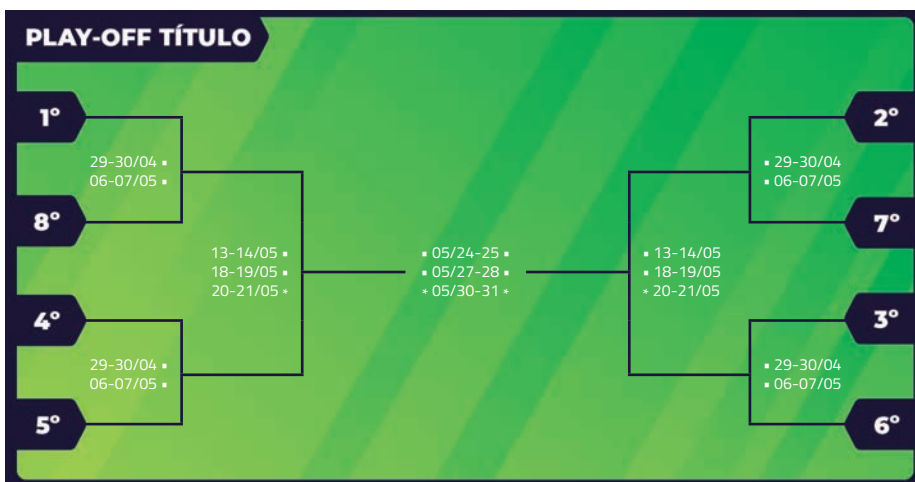 PLAY-OFF TÍTULO
1º
29-30/04 ▪
06-07/05 ▪
8º
13-14/05 ▪
18-19/05 ▪
20-21/05 *
4º
29-30/04 ▪
06-07/05 ▪
5º
▪ 05/24-25 ▪
▪ 05/27-28 ▪
* 05/30-31 *
2º
▪ 29-30/04
▪ 06-07/05
7º
▪ 13-14/05
▪ 18-19/05
* 20-21/05
3º
▪ 29-30/04
▪ 06-07/05
6º